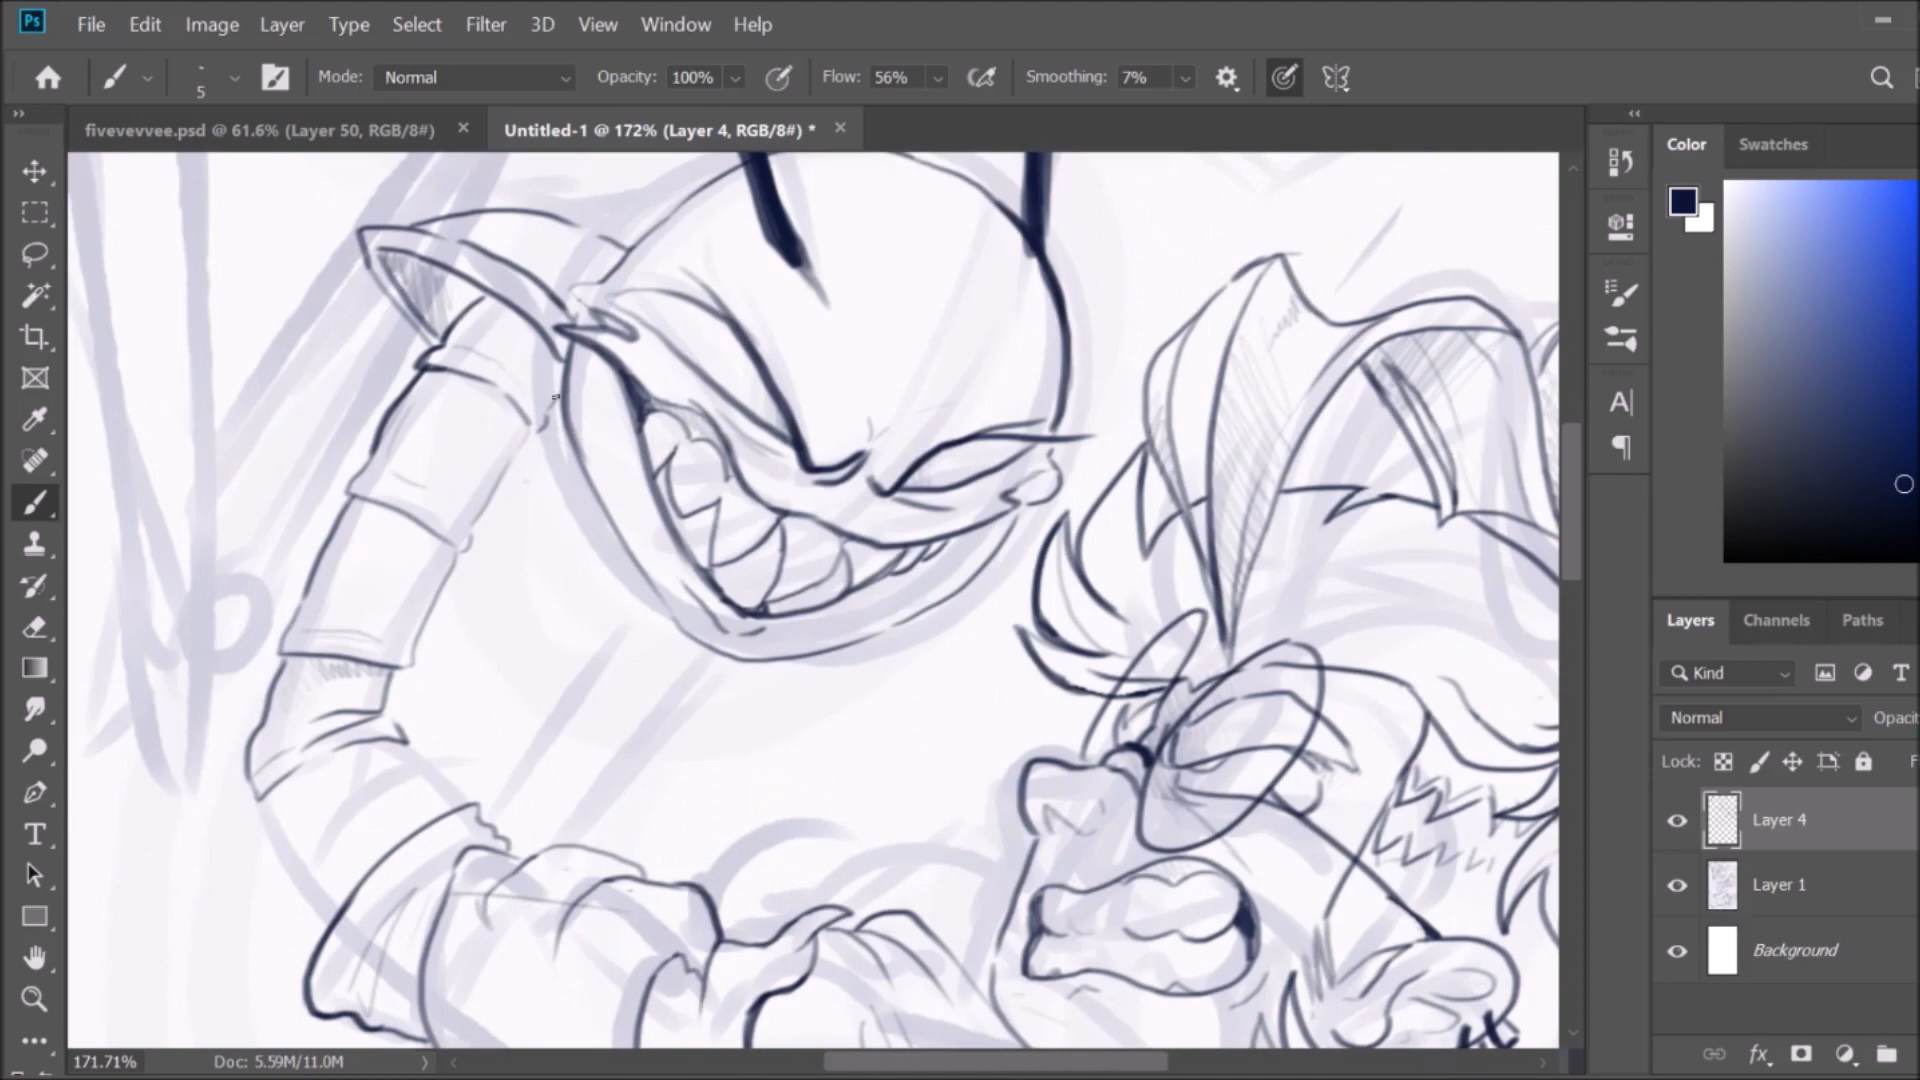 Ps File Edit Image Layer Type Select Filter 3D View Window Help
5 Mode: Normal Opacity: 100% Flow: 56% Smoothing: 7%
fivevevvee.psd @ 61.6% (Layer 50, RGB/8#) × Untitled-1 @ 172% (Layer 4, RGB/8#) * ×
Color Swatches
Layers Channels Paths
Kind
Normal Opacit
Lock: F
Layer 4
Layer 1
Background
fx
171.71% Doc: 5.59M/11.0M